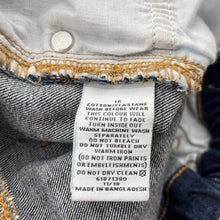 16
COTTON/ELASTANE
WASH BEFORE WEAR
THIS COLOUR WILL
CONTINUE TO FADE
TURN INSIDE OUT
WARM MACHINE WASH
SEPARATELY
DO NOT BLEACH
DO NOT TUMBLE DRY
WARM IRON
(DO NOT IRON PRINTS
OR EMBELLISHMENTS)
DO NOT DRY CLEAN
61871380
11/19
MADE IN BANGLADESH